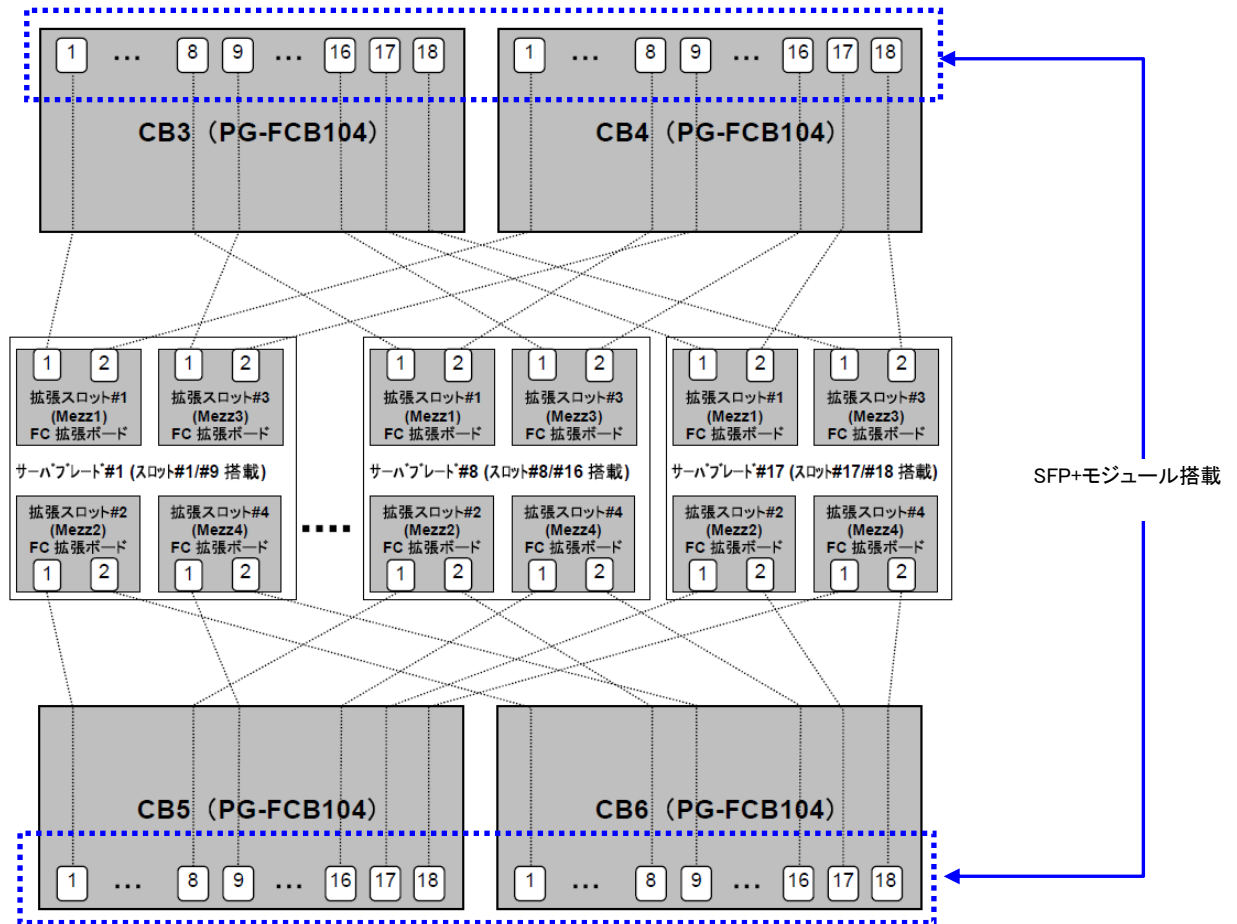 1 ... 8 9 ... 16 17 18
1 ... 8 9 ... 16 17 18
CB3（PG-FCB104）
CB4（PG-FCB104）
1 2
1 2
1 2
1 2
1 2
1 2
拡張スロット#1
(Mezz1)
FC 拡張ボード
拡張スロット#3
(Mezz3)
FC 拡張ボード
拡張スロット#1
(Mezz1)
FC 拡張ボード
拡張スロット#3
(Mezz3)
FC 拡張ボード
拡張スロット#1
(Mezz1)
FC 拡張ボード
拡張スロット#3
(Mezz3)
FC 拡張ボード
サーバブレード#1 (スロット#1/#9 搭載)
サーバブレード#8 (スロット#8/#16 搭載)
サーバブレード#17 (スロット#17/#18 搭載)
SFP+モジュール搭載
拡張スロット#2
(Mezz2)
FC 拡張ボード
拡張スロット#4
(Mezz4)
FC 拡張ボード
....
拡張スロット#2
(Mezz2)
FC 拡張ボード
拡張スロット#4
(Mezz4)
FC 拡張ボード
拡張スロット#2
(Mezz2)
FC 拡張ボード
拡張スロット#4
(Mezz4)
FC 拡張ボード
1 2
1 2
1 2
1 2
1 2
1 2
CB5（PG-FCB104）
CB6（PG-FCB104）
1 ... 8 9 ... 16 17 18
1 ... 8 9 ... 16 17 18